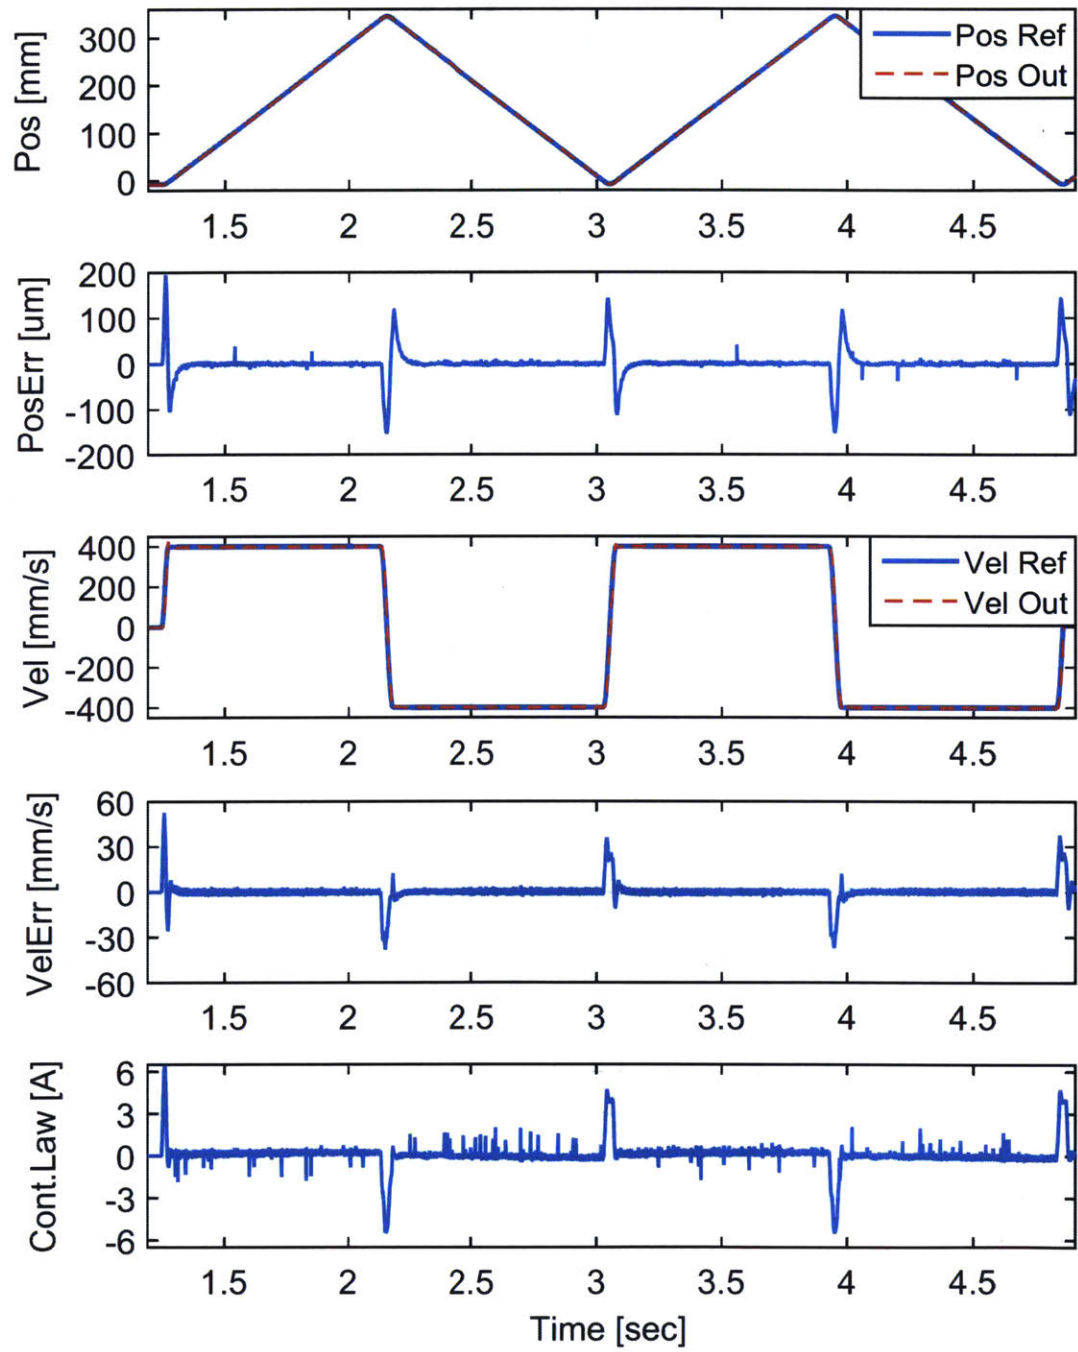 Pos [mm]
300
200
100
0
Pos Ref
Pos Out
1.5 2 2.5 3 3.5 4 4.5
PosErr [um]
200
100
0
-100
-200
1.5 2 2.5 3 3.5 4 4.5
Vel [mm/s]
400
200
0
-200
-400
Vel Ref
Vel Out
1.5 2 2.5 3 3.5 4 4.5
VelErr [mm/s]
60
30
0
-30
-60
1.5 2 2.5 3 3.5 4 4.5
Cont.Law [A]
6
3
0
-3
-6
1.5 2 2.5 3 3.5 4 4.5
Time [sec]